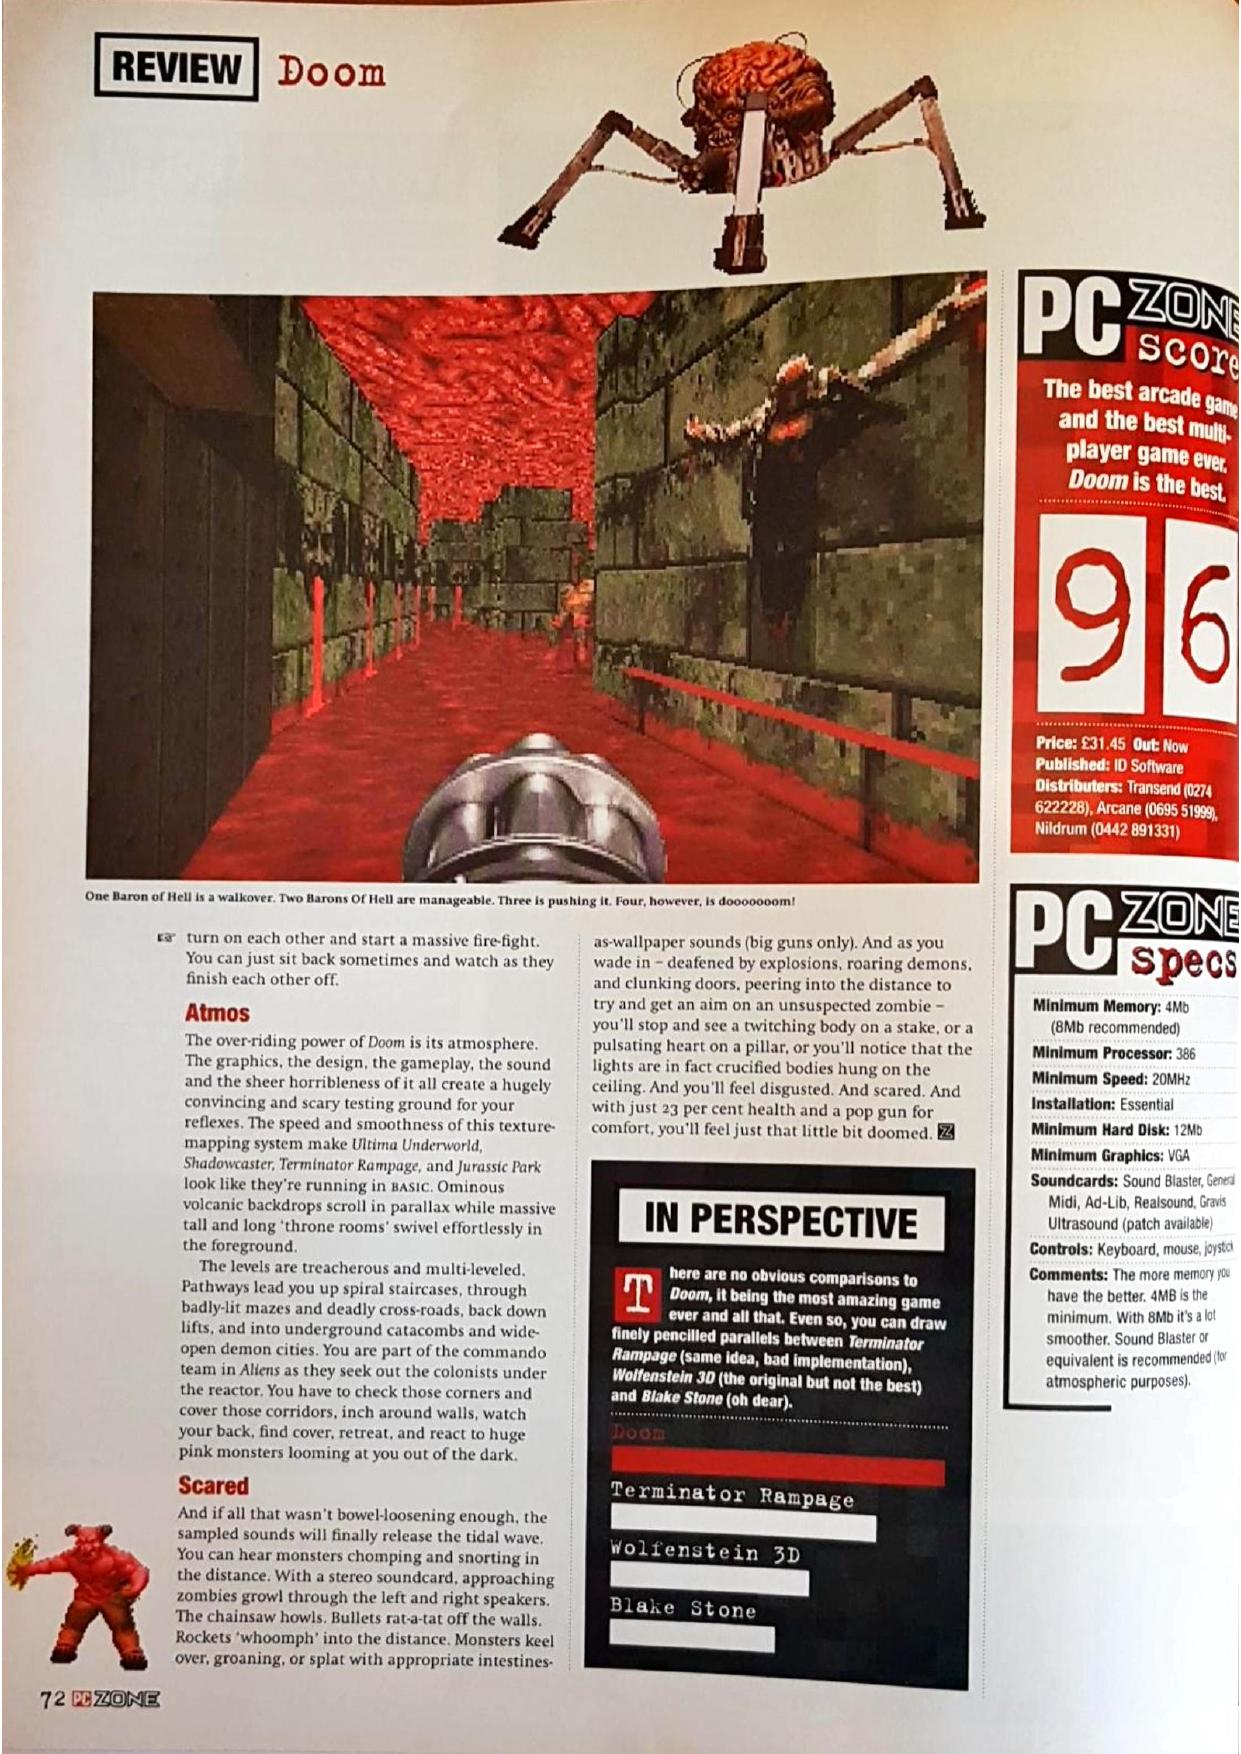 REVIEW Doom
One Baron of Hell is a walkover. Two Barons Of Hell are manageable. Three is pushing it. Four, however, is dooooooom!
turn on each other and start a massive fire-fight.
You can just sit back sometimes and watch as they
finish each other off.
Atmos
The over-riding power of Doom is its atmosphere.
The graphics, the design, the gameplay, the sound
and the sheer horribleness of it all create a hugely
convincing and scary testing ground for your
reflexes. The speed and smoothness of this texture-
mapping system make Ultima Underworld,
Shadowcaster, Terminator Rampage, and Jurassic Park
look like they're running in BASIC. Ominous
volcanic backdrops scroll in parallax while massive
tall and long 'throne rooms' swivel effortlessly in
the foreground.
The levels are treacherous and multi-leveled.
Pathways lead you up spiral staircases, through
badly-lit mazes and deadly cross-roads, back down
lifts, and into underground catacombs and wide-
open demon cities. You are part of the commando
team in Aliens as they seek out the colonists under
the reactor. You have to check those corners and
cover those corridors, inch around walls, watch
your back, find cover, retreat, and react to huge
pink monsters looming at you out of the dark.
Scared
And if all that wasn't bowel-loosening enough, the
sampled sounds will finally release the tidal wave.
You can hear monsters chomping and snorting in
the distance. With a stereo soundcard, approaching
zombies growl through the left and right speakers.
The chainsaw howls. Bullets rat-a-tat off the walls.
Rockets 'whoomph' into the distance. Monsters keel
over, groaning, or splat with appropriate intestines-
as-wallpaper sounds (big guns only). And as you
wade in – deafened by explosions, roaring demons,
and clunking doors, peering into the distance to
try and get an aim on an unsuspected zombie –
you'll stop and see a twitching body on a stake, or a
pulsating heart on a pillar, or you'll notice that the
lights are in fact crucified bodies hung on the
ceiling. And you'll feel disgusted. And scared. And
with just 23 per cent health and a pop gun for
comfort, you'll feel just that little bit doomed. Z
IN PERSPECTIVE
There are no obvious comparisons to
Doom, it being the most amazing game
ever and all that. Even so, you can draw
finely pencilled parallels between Terminator
Rampage (same idea, bad implementation),
Wolfenstein 3D (the original but not the best)
and Blake Stone (oh dear).
Doom
Terminator Rampage
Wolfenstein 3D
Blake Stone
PC ZONE
score
The best arcade game
and the best multi-
player game ever.
Doom is the best.
96
Price: £31.45 Out: Now
Published: ID Software
Distributers: Transend (0274
622228), Arcane (0695 51999),
Nildrum (0442 891331)
PC ZONE
specs
Minimum Memory: 4Mb
(8Mb recommended)
Minimum Processor: 386
Minimum Speed: 20MHz
Installation: Essential
Minimum Hard Disk: 12Mb
Minimum Graphics: VGA
Soundcards: Sound Blaster, General
Midi, Ad-Lib, Realsound, Gravis
Ultrasound (patch available)
Controls: Keyboard, mouse, joystick
Comments: The more memory you
have the better. 4MB is the
minimum. With 8Mb it's a lot
smoother. Sound Blaster or
equivalent is recommended (for
atmospheric purposes).
72 PC ZONE